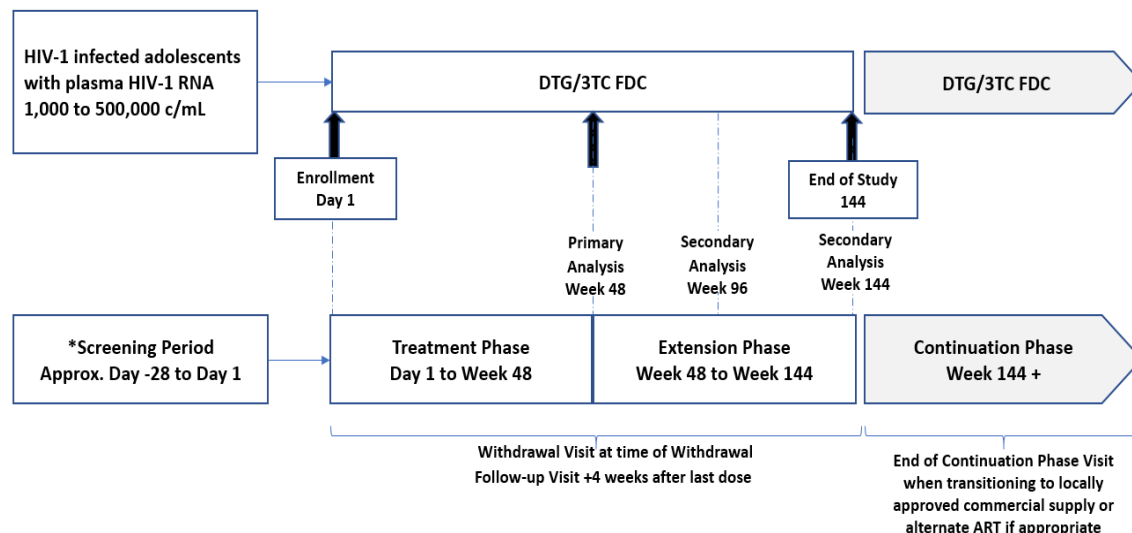 HIV-1 infected adolescents
with plasma HIV-1 RNA
1,000 to 500,000 c/mL
DTG/3TC FDC
DTG/3TC FDC
Enrollment
Day 1
End of Study
144
Primary
Analysis
Week 48
Secondary
Analysis
Week 96
Secondary
Analysis
Week 144
*Screening Period
Approx. Day -28 to Day 1
Treatment Phase
Day 1 to Week 48
Extension Phase
Week 48 to Week 144
Continuation Phase
Week 144 +
Withdrawal Visit at time of Withdrawal
Follow-up Visit +4 weeks after last dose
End of Continuation Phase Visit
when transitioning to locally
approved commercial supply or
alternate ART if appropriate